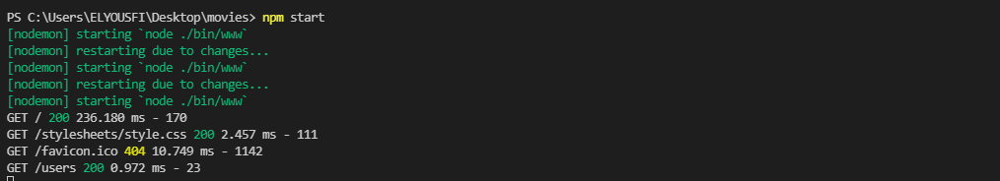 PS C:\Users\ELYOUSFI\Desktop\movies> npm start
[nodemon] starting `node ./bin/www`
[nodemon] restarting due to changes...
[nodemon] starting `node ./bin/www`
[nodemon] restarting due to changes...
[nodemon] starting `node ./bin/www`
GET / 200 236.180 ms - 170
GET /stylesheets/style.css 200 2.457 ms - 111
GET /favicon.ico 404 10.749 ms - 1142
GET /users 200 0.972 ms - 23